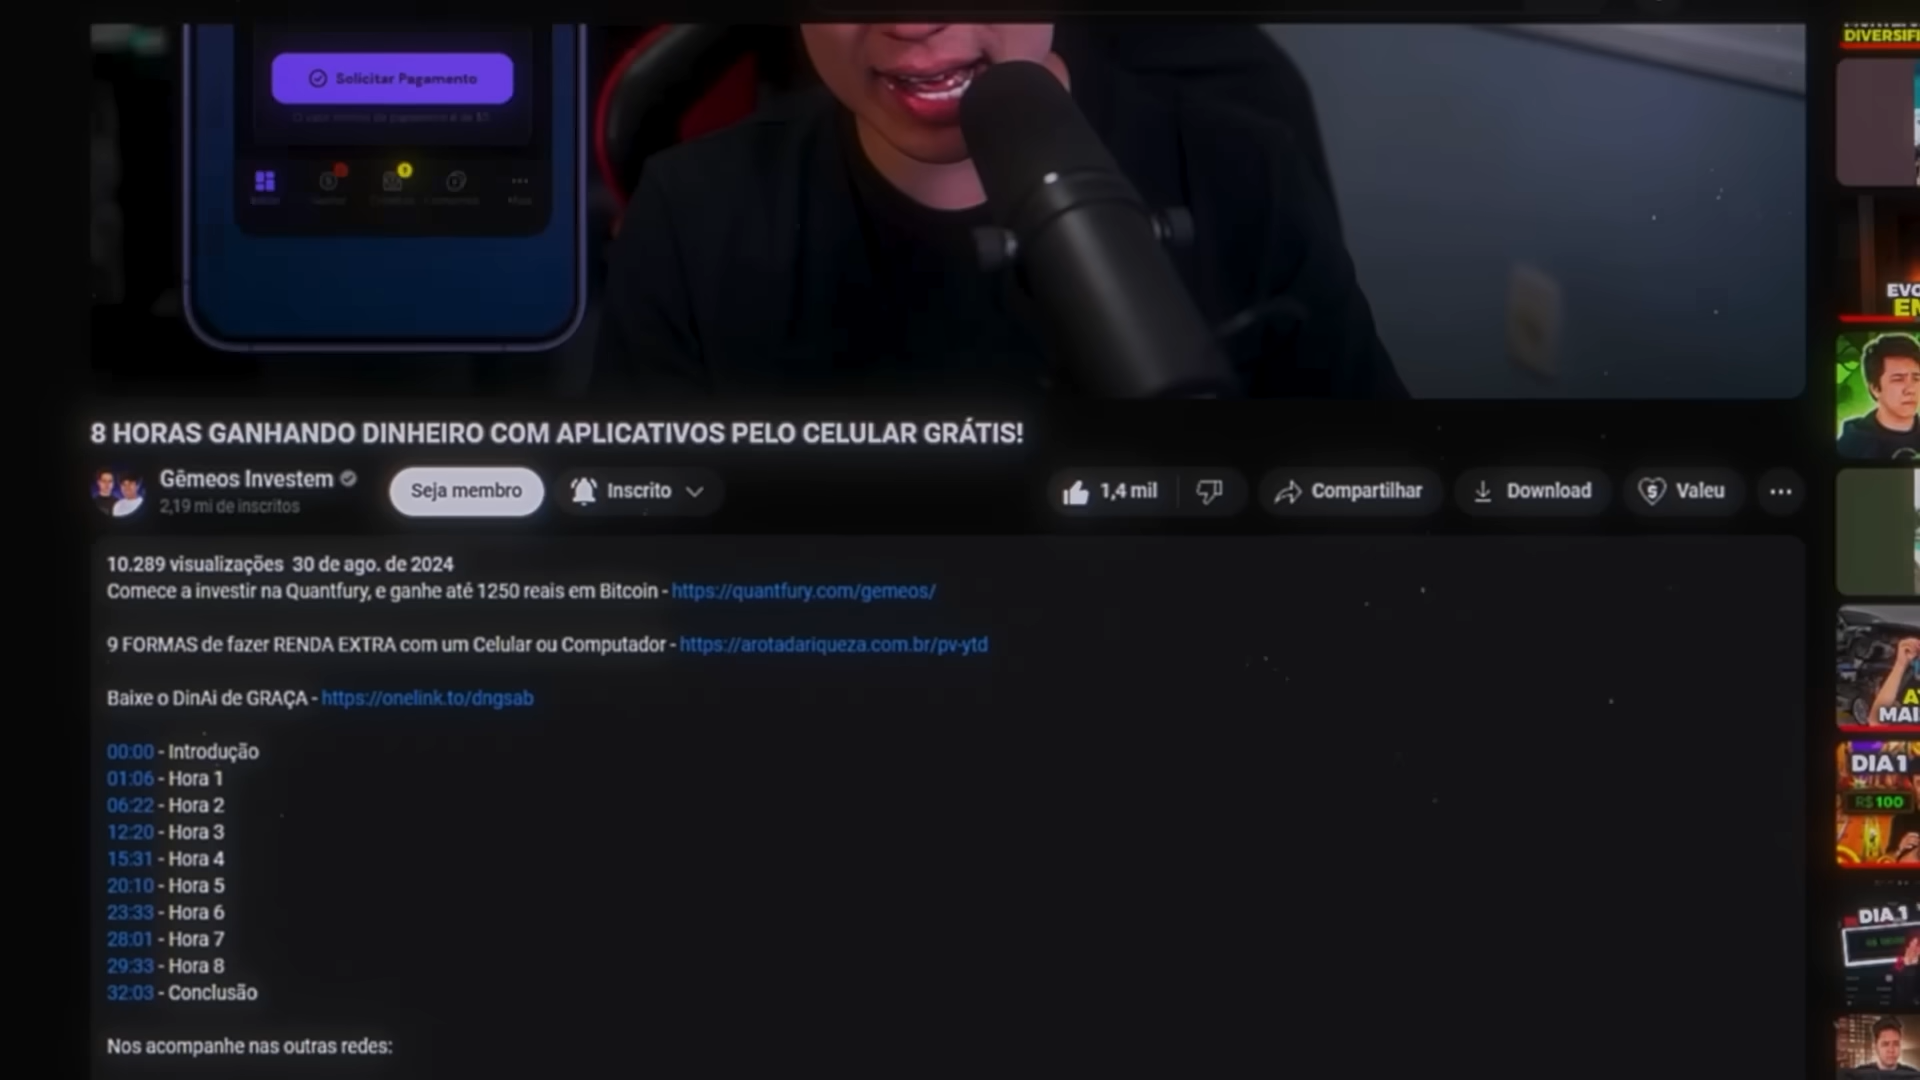 DIVERSIFI
Solicitar Pagamento
EVO
EN
8 HORAS GANHANDO DINHEIRO COM APLICATIVOS PELO CELULAR GRÁTIS!
Gêmeos Investem
2,19 mi de inscritos
Seja membro
Inscrito
1,4 mil
Compartilhar
Download
Valeu
10.289 visualizações 30 de ago. de 2024
Comece a investir na Quantfury, e ganhe até 1250 reais em Bitcoin - https://quantfury.com/gemeos/
9 FORMAS de fazer RENDA EXTRA com um Celular ou Computador - https://arotadariqueza.com.br/pv-ytd
Baixe o DinAi de GRAÇA - https://onelink.to/dngsab
00:00 - Introdução
01:06 - Hora 1
06:22 - Hora 2
12:20 - Hora 3
15:31 - Hora 4
20:10 - Hora 5
23:33 - Hora 6
28:01 - Hora 7
29:33 - Hora 8
32:03 - Conclusão
Nos acompanhe nas outras redes:
A
MAI
DIA 1
R$100
DIA 1